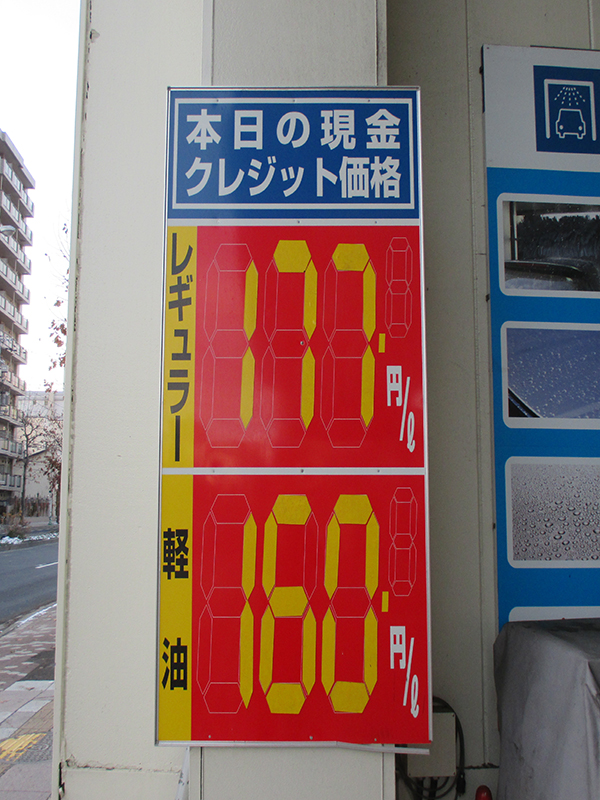 本日の現金
クレジット価格
レギュラー
177 円/ℓ
軽油
160 円/ℓ